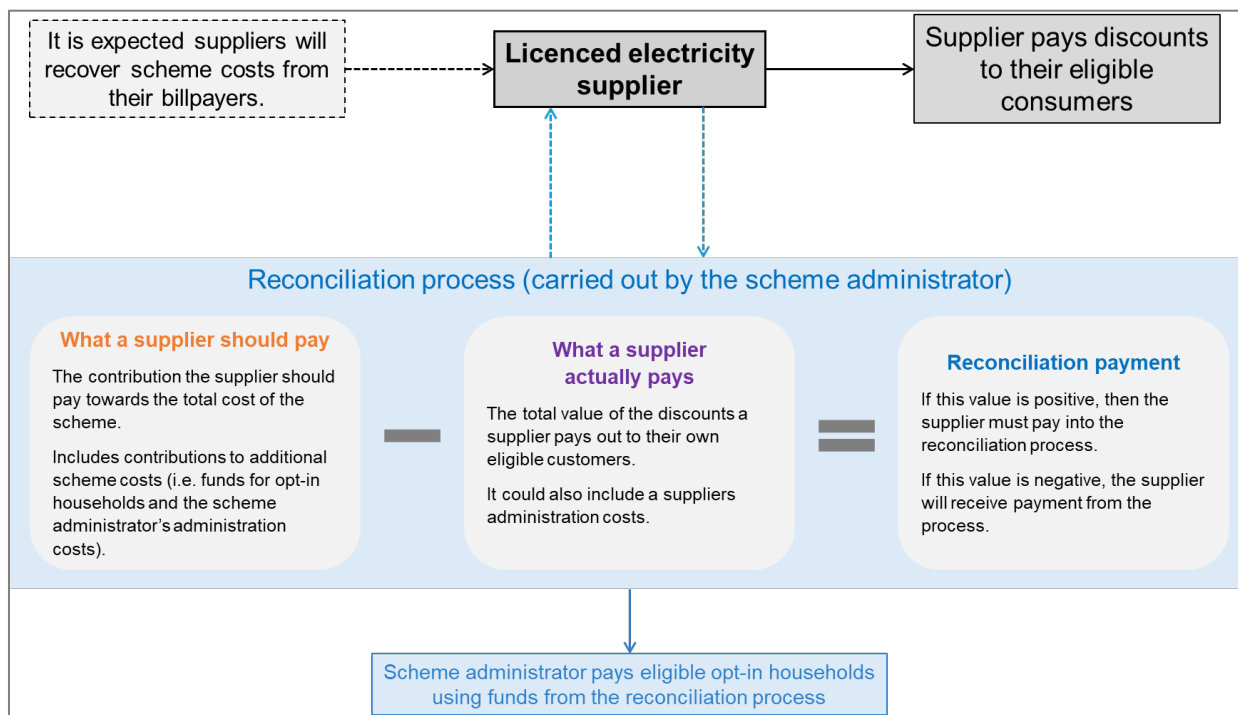 It is expected suppliers will
recover scheme costs from
their billpayers.
Licenced electricity
supplier
Supplier pays discounts
to their eligible
consumers
Reconciliation process (carried out by the scheme administrator)
What a supplier should pay
The contribution the supplier should
pay towards the total cost of the
scheme.
Includes contributions to additional
scheme costs (i.e. funds for opt-in
households and the scheme
administrator's administration
costs).
What a supplier
actually pays
The total value of the discounts a
supplier pays out to their own
eligible customers.
It could also include a suppliers
administration costs.
Reconciliation payment
If this value is positive, then the
supplier must pay into the
reconciliation process.
If this value is negative, the supplier
will receive payment from the
process.
Scheme administrator pays eligible opt-in households
using funds from the reconciliation process